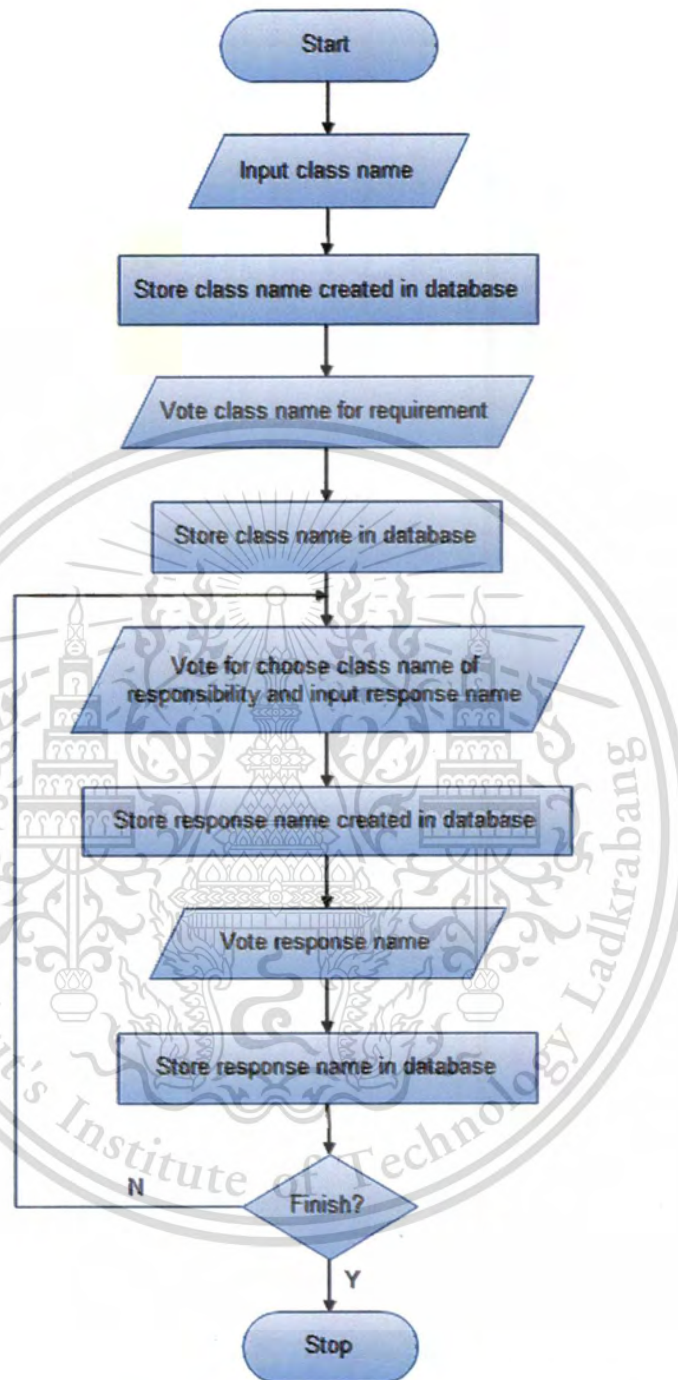 Start
Input class name
Store class name created in database
Vote class name for requirement
Store class name in database
Vote for choose class name of
responsibility and input response name
Store response name created in database
Vote response name
Store response name in database
Finish?
N
Y
Stop
Institute of Technology Ladkrabang